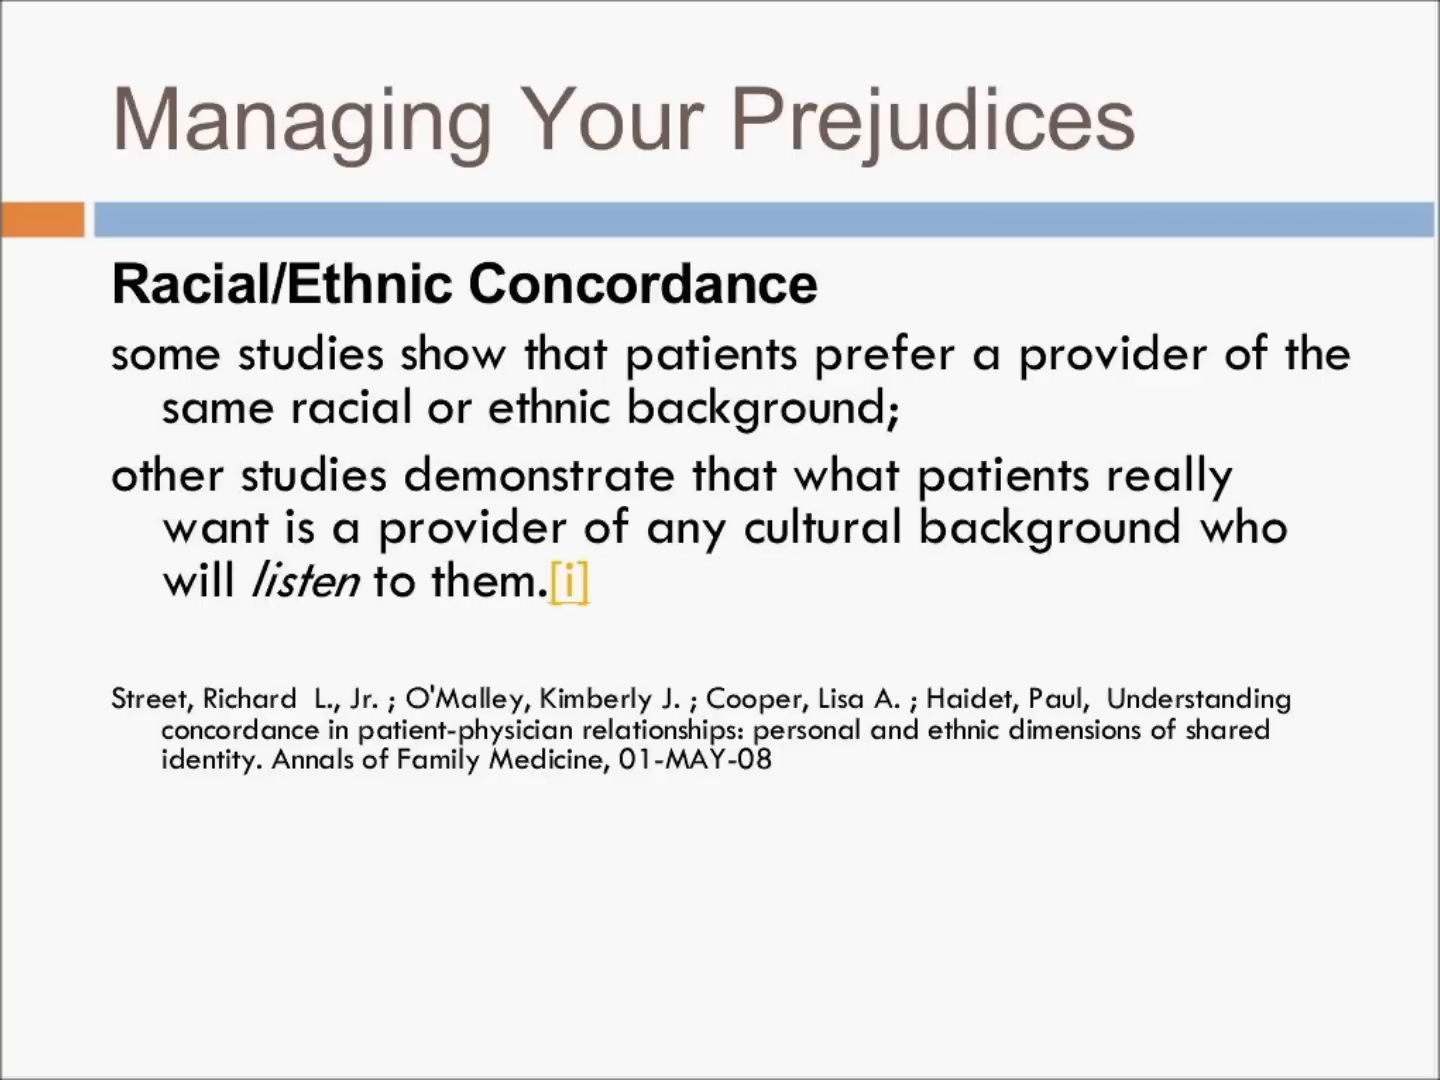 Managing Your Prejudices
Racial/Ethnic Concordance
some studies show that patients prefer a provider of the
same racial or ethnic background;
other studies demonstrate that what patients really
want is a provider of any cultural background who
will listen to them.[i]
Street, Richard  L., Jr. ; O'Malley, Kimberly J. ; Cooper, Lisa A. ; Haidet, Paul,  Understanding
concordance in patient-physician relationships: personal and ethnic dimensions of shared
identity. Annals of Family Medicine, 01-MAY-08